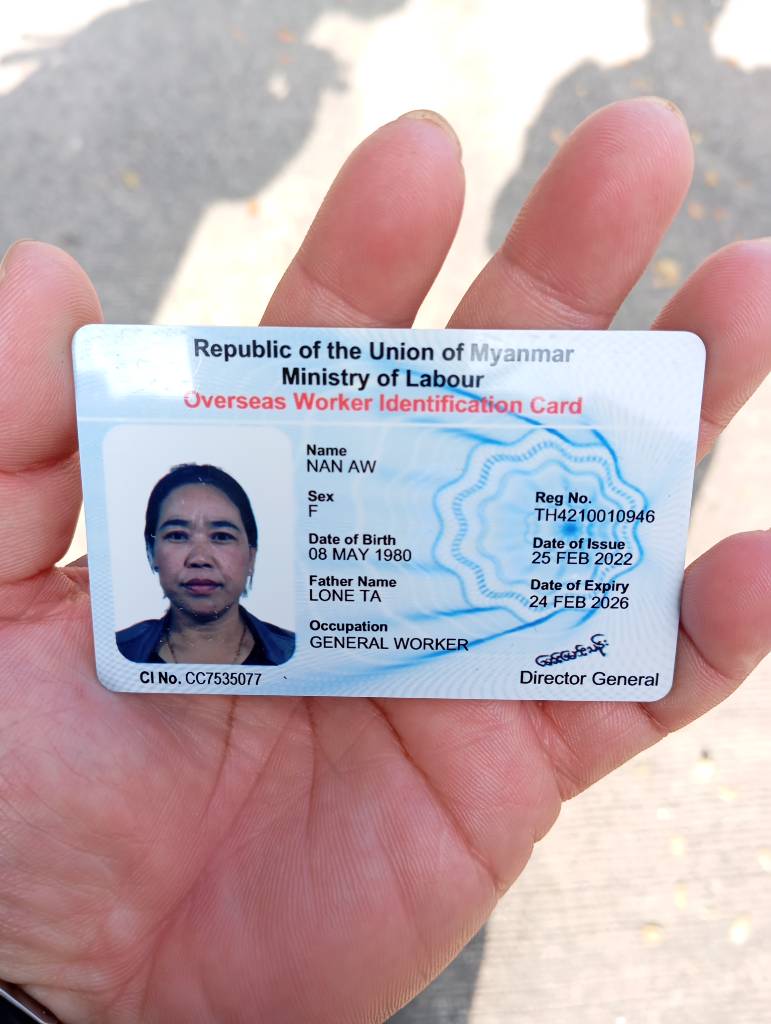 Republic of the Union of Myanmar
Ministry of Labour
Overseas Worker Identification Card
Name
NAN AW
Sex
F
Reg No.
TH4210010946
Date of Birth
08 MAY 1980
Date of Issue
25 FEB 2022
Father Name
LONE TA
Date of Expiry
24 FEB 2026
Occupation
GENERAL WORKER
Director General
CI No. CC7535077